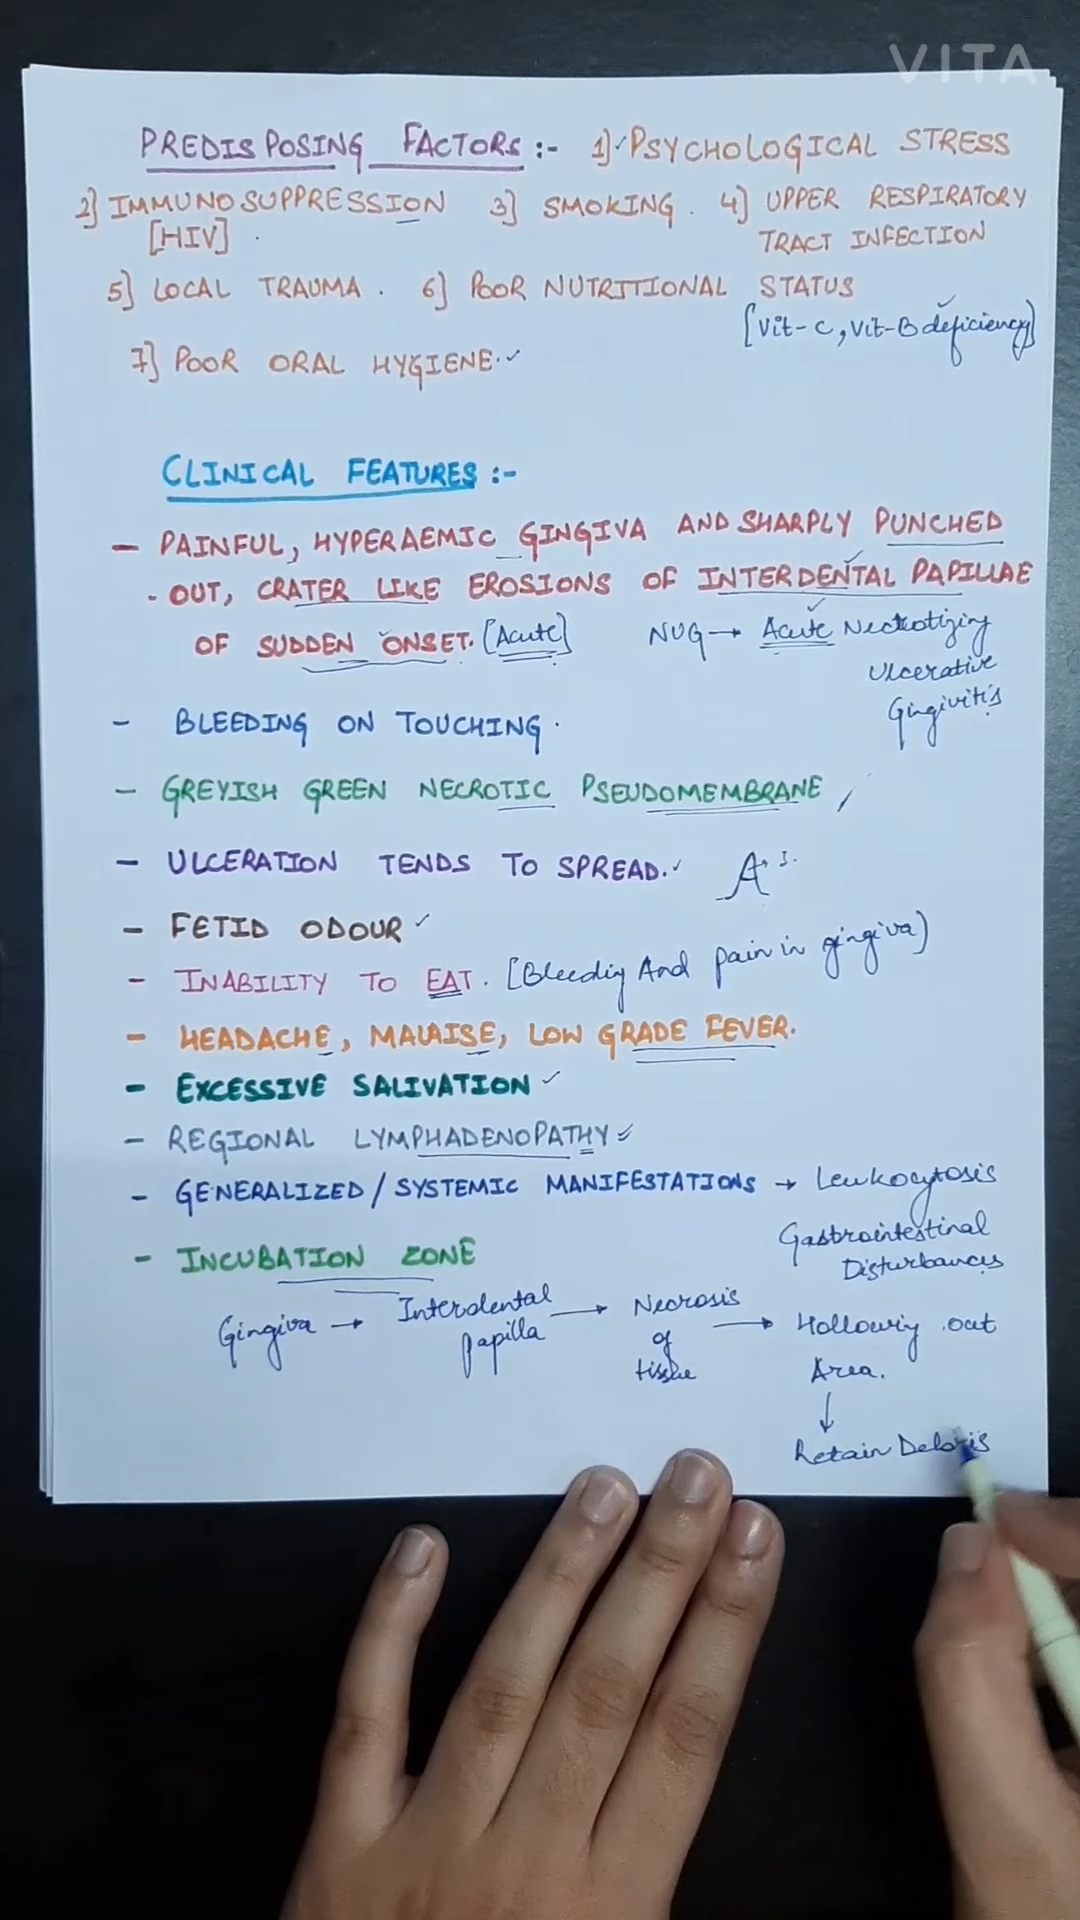 VITA
PREDISPOSING FACTORS :- 1] PSYCHOLOGICAL STRESS
2] IMMUNOSUPPRESSION 3] SMOKING. 4] UPPER RESPIRATORY
[HIV]. TRACT INFECTION
5] LOCAL TRAUMA. 6] POOR NUTRITIONAL STATUS
[Vit-C, Vit-B deficiency]
7] POOR ORAL HYGIENE.
CLINICAL FEATURES :-
- PAINFUL, HYPERAEMIC GINGIVA AND SHARPLY PUNCHED
- OUT, CRATER LIKE EROSIONS OF INTERDENTAL PAPILLAE
OF SUDDEN ONSET. [Acute] NUG → Acute Necrotizing
Ulcerative
Gingivitis
- BLEEDING ON TOUCHING.
- GREYISH GREEN NECROTIC PSEUDOMEMBRANE
- ULCERATION TENDS TO SPREAD.
- FETID ODOUR
- INABILITY TO EAT. [Bleeding And pain in gingiva]
- HEADACHE, MALAISE, LOW GRADE FEVER.
- EXCESSIVE SALIVATION
- REGIONAL LYMPHADENOPATHY
- GENERALIZED/SYSTEMIC MANIFESTATIONS → Leukocytosis
Gastrointestinal
Disturbances
- INCUBATION ZONE
Gingiva → Interdental papilla → Necrosis of tissue → Hollowing out Area.
↓
Retain Debris